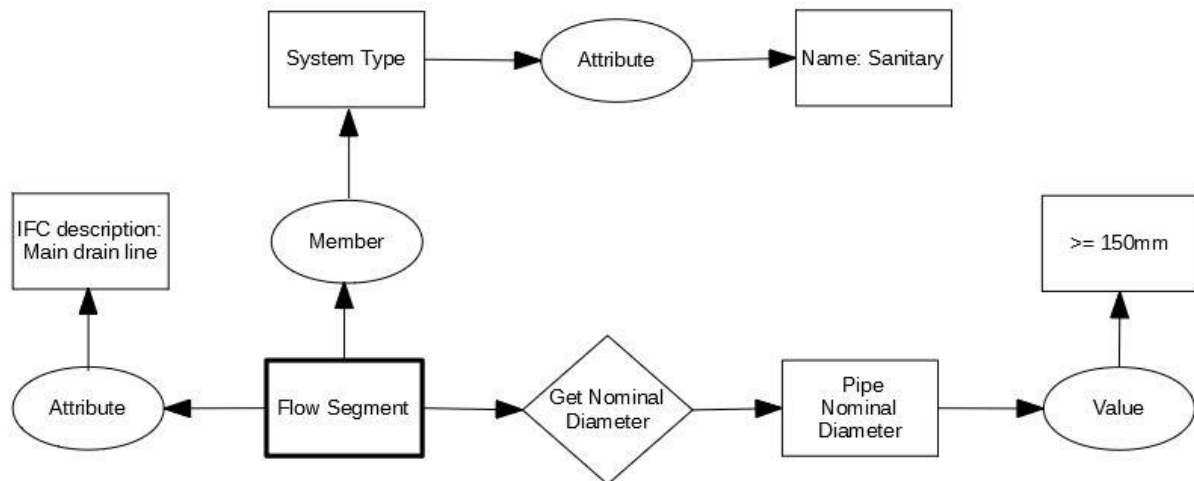 System Type
Attribute
Name: Sanitary
IFC description:
Main drain line
Member
>= 150mm
Attribute
Flow Segment
Get Nominal
Diameter
Pipe
Nominal
Diameter
Value